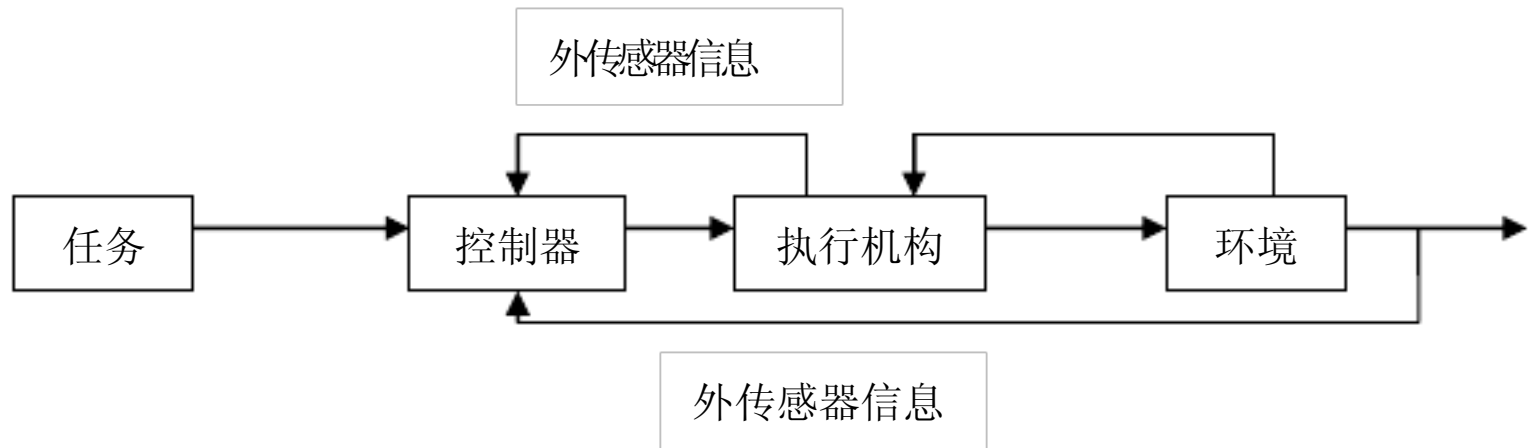 外传感器信息
任务
控制器
执行机构
环境
外传感器信息